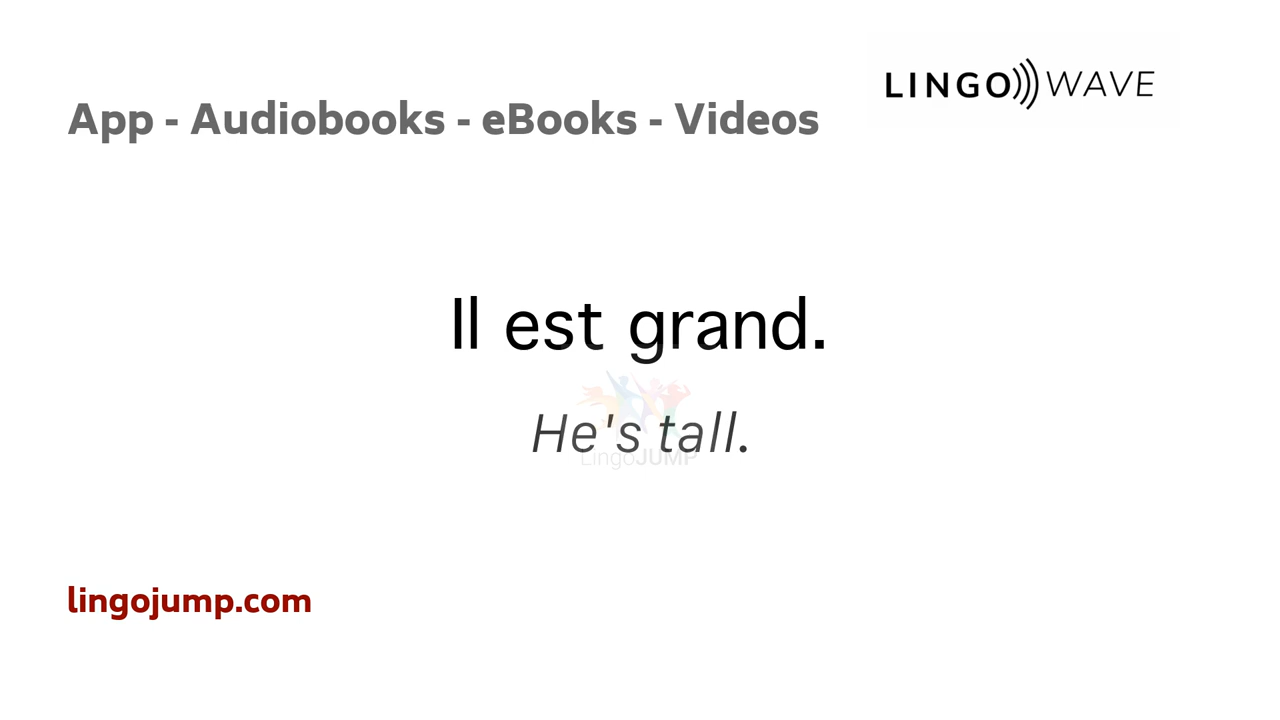 LINGO WAVE
App - Audiobooks - eBooks - Videos
Il est grand.
He's tall.
LingoJUMP
lingojump.com